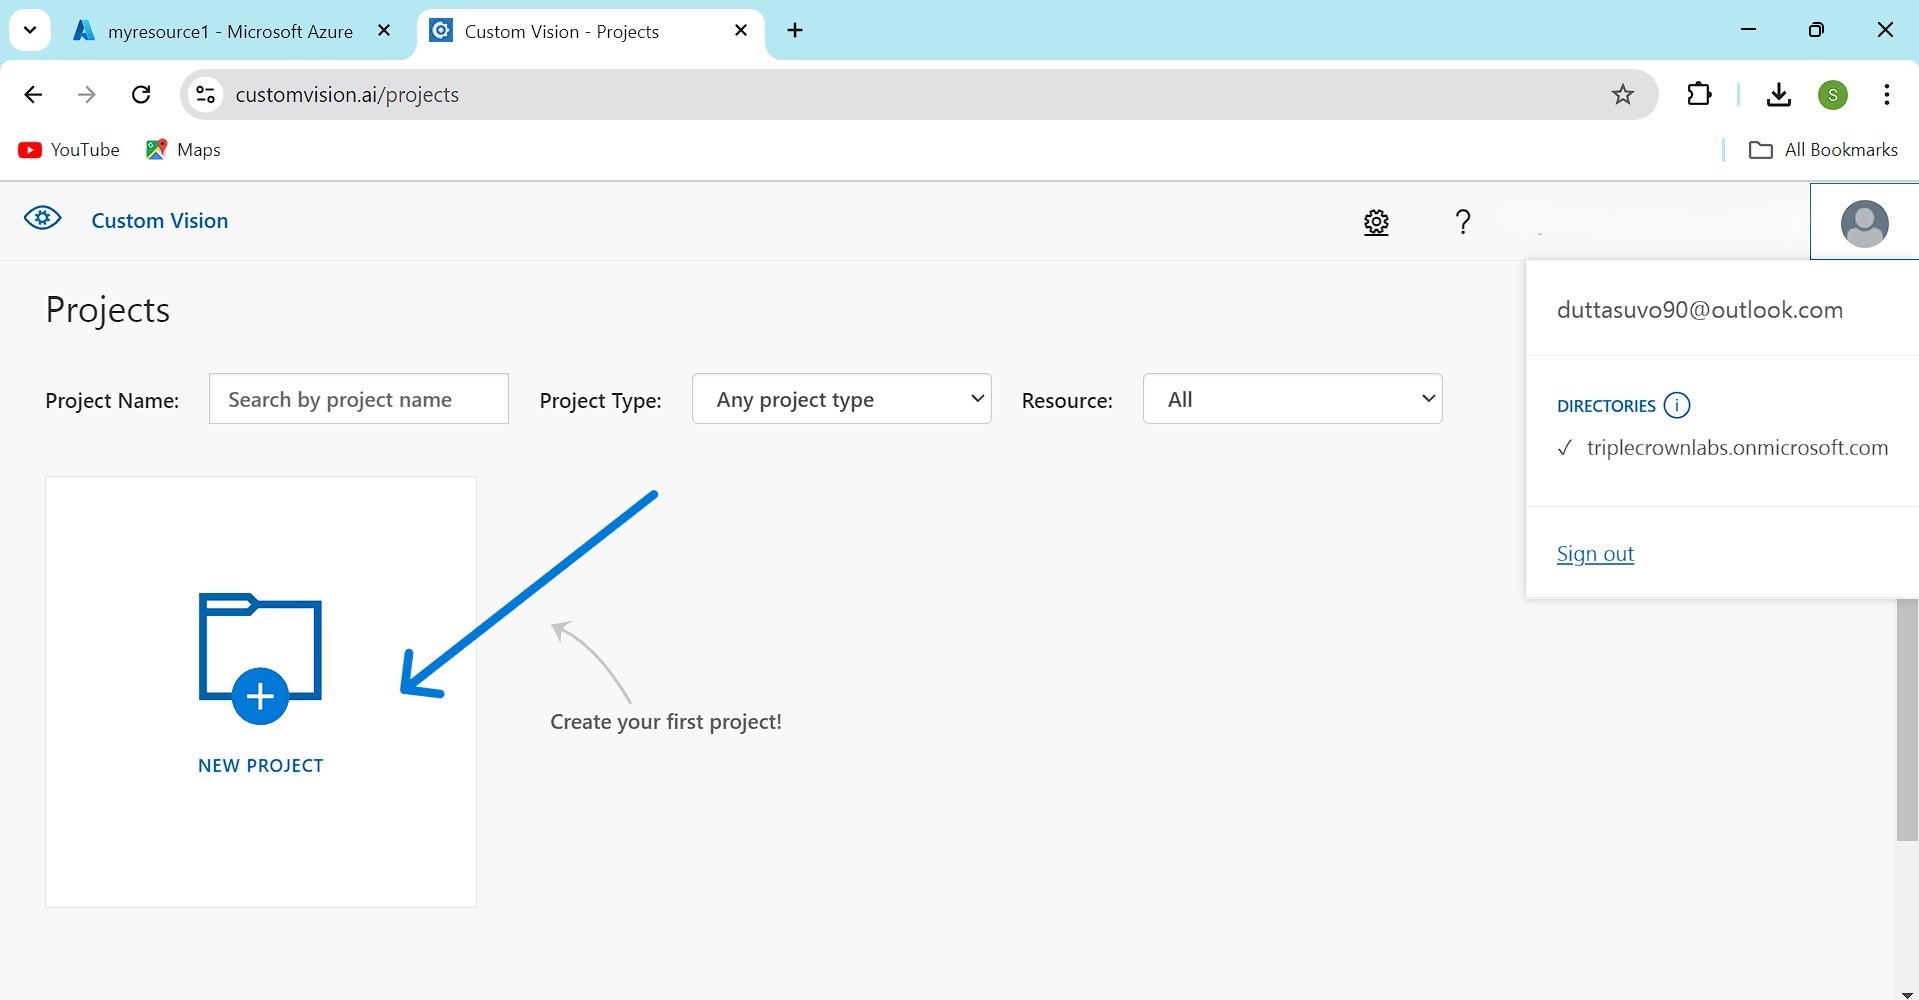 myresource1 - Microsoft Azure
Custom Vision - Projects
customvision.ai/projects
S
YouTube
Maps
All Bookmarks
Custom Vision
?
Projects
duttasuvo90@outlook.com
Project Name:
Search by project name
Project Type:
Any project type
Resource:
All
DIRECTORIES
triplecrownlabs.onmicrosoft.com
Sign out
Create your first project!
NEW PROJECT